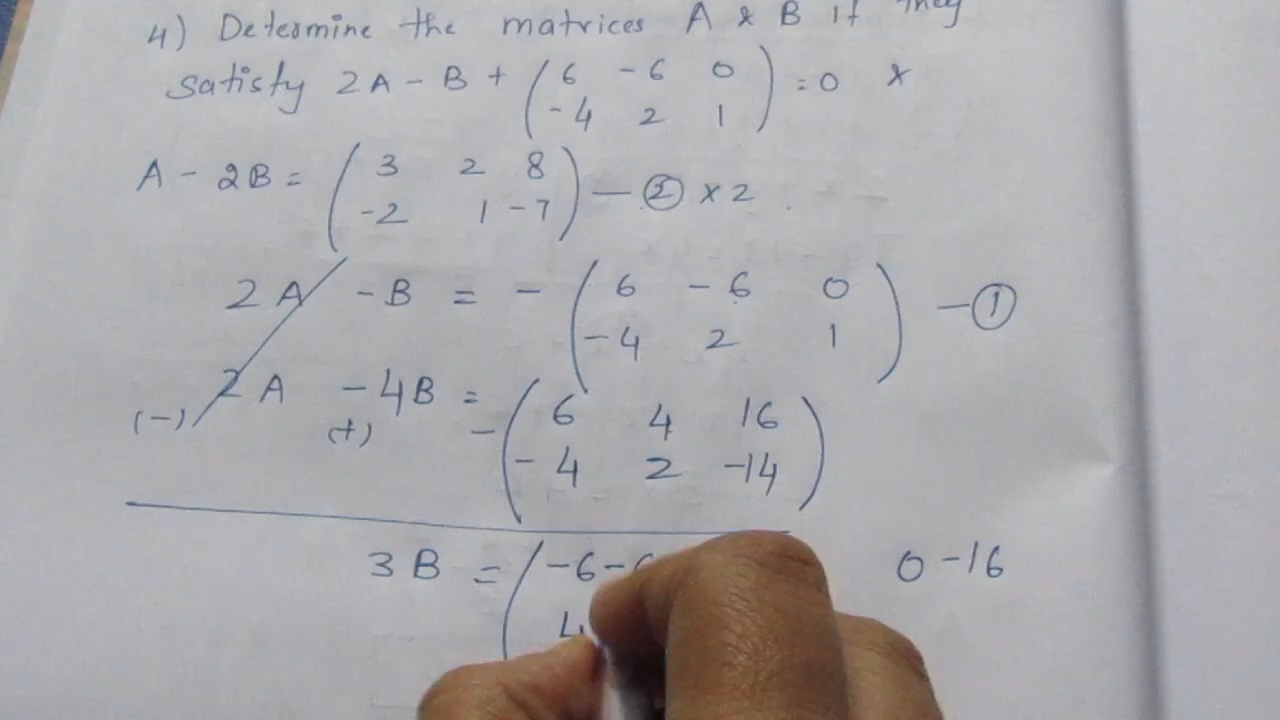 4) Determine the matrices A & B if they
satisfy 2A - B + ( 6 -6 0 ) = 0 &
( -4 2 1 )
A - 2B = ( 3 2 8 ) — ② × 2
( -2 1 -7 )
2A - B = - ( 6 -6 0 ) — ①
( -4 2 1 )
2A - 4B = ( 6 4 16 )
(-) (+) - ( -4 2 -14 )
3B = ( -6-6 0-16
4